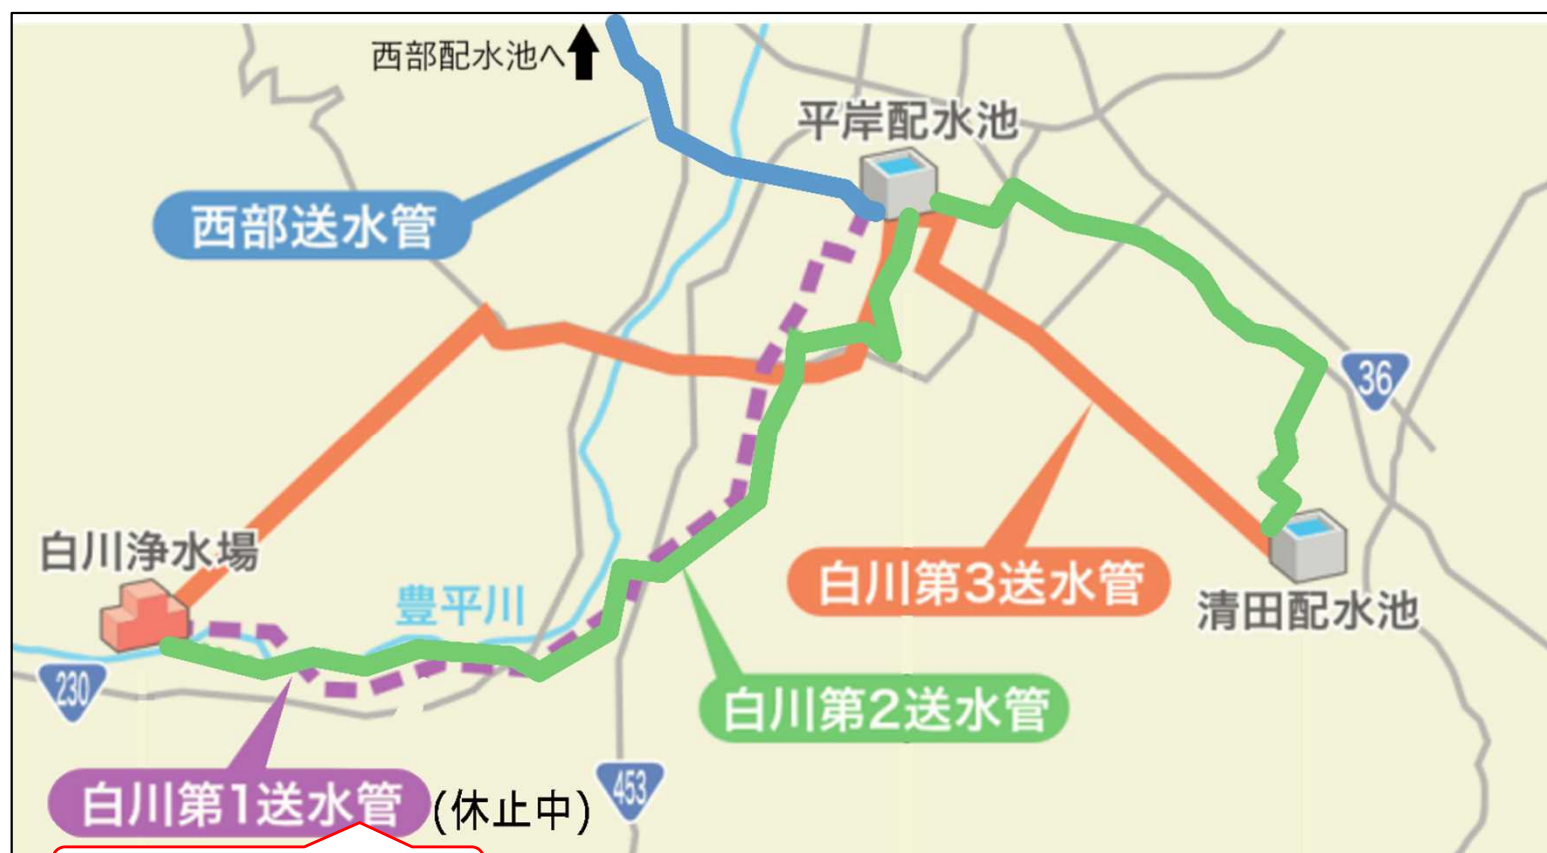 西部配水池へ
平岸配水池
西部送水管
36
白川浄水場
豊平川
白川第3送水管
清田配水池
230
白川第2送水管
白川第1送水管
(休止中)
453